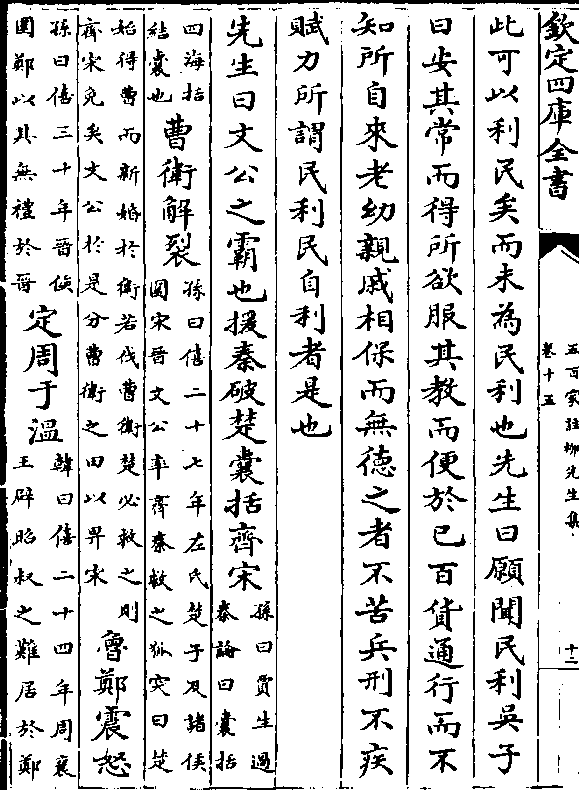 欽定四庫全書
五百家註柳先生集
卷十五
十二
此可以利民矣而未為民利也先生曰願聞民利吳子
曰安其常而得所欲服其教而便於已百貨通行而不
知所自來老幼親戚相保而無德之者不苦兵刑不疾
賦力所謂民利民自利者是也
先生曰文公之霸也援秦破楚囊括齊宋
孫曰賈生過
秦論曰囊括
四海括
結囊也
曹衛解裂
孫曰僖二十七年左氏楚子及諸侯
圍宋晉文公率齊秦救之狐突曰楚
始得曹而新婚於衛若伐曹衛楚必救之則
齊宋免矣文公於是分曹衛之田以畀宋
魯鄭震恐
孫曰僖三十年晉侯
圍鄭以其無禮於晉
定周于溫
韓曰僖二十四年周襄
王辟昭叔之難居於鄭